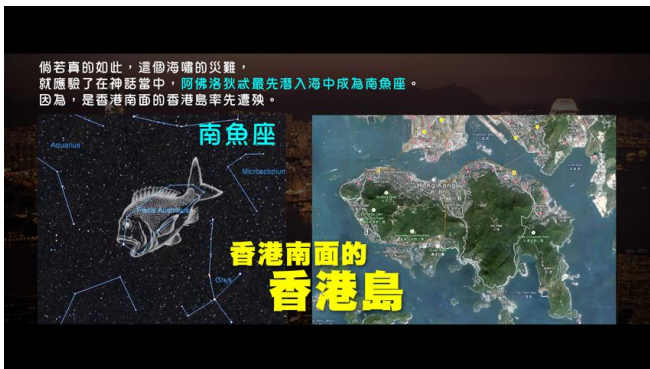 倘若真的如此，這個海嘯的災難，
就應驗了在神話當中，阿佛洛狄忒最先潛入海中成為南魚座。
因為，是香港南面的香港島率先遭殃。
南魚座
Aquarius
Microscopium
Piscis Austrinus
Grus
Hong Kong
香港南面的
香港島